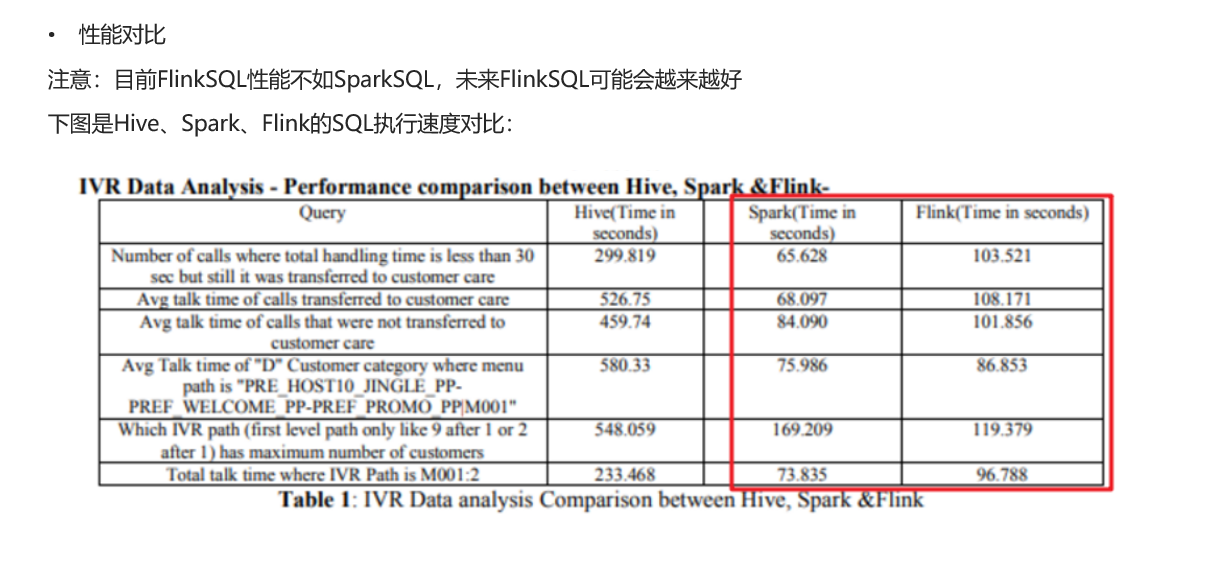 • 性能对比
注意：目前FlinkSQL性能不如SparkSQL，未来FlinkSQL可能会越来越好
下图是Hive、Spark、Flink的SQL执行速度对比：
IVR Data Analysis - Performance comparison between Hive, Spark &Flink-
Query Hive(Time in seconds) Spark(Time in seconds) Flink(Time in seconds)
Number of calls where total handling time is less than 30 sec but still it was transferred to customer care 299.819 65.628 103.521
Avg talk time of calls transferred to customer care 526.75 68.097 108.171
Avg talk time of calls that were not transferred to customer care 459.74 84.090 101.856
Avg Talk time of "D" Customer category where menu path is "PRE_HOST10_JINGLE_PP-PREF_WELCOME_PP-PREF_PROMO_PP|M001" 580.33 75.986 86.853
Which IVR path (first level path only like 9 after 1 or 2 after 1) has maximum number of customers 548.059 169.209 119.379
Total talk time where IVR Path is M001:2 233.468 73.835 96.788
Table 1: IVR Data analysis Comparison between Hive, Spark &Flink